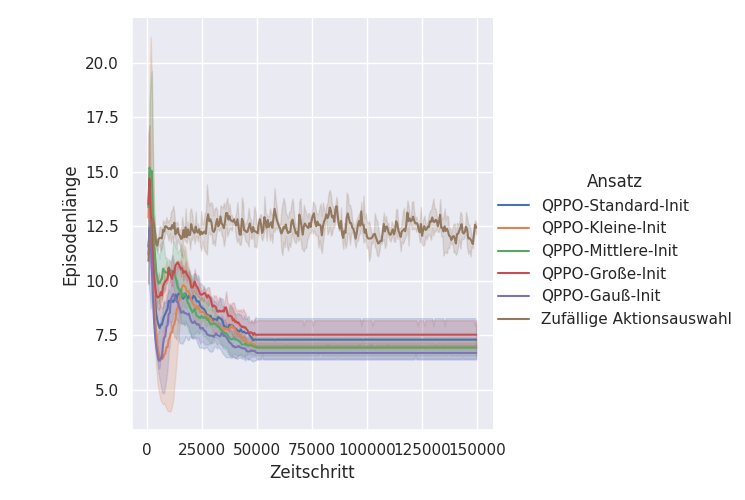 20.0
17.5
15.0
12.5
10.0
7.5
5.0
Episodenlänge
0 25000 50000 75000 100000 125000 150000
Zeitschritt
Ansatz
QPPO-Standard-Init
QPPO-Kleine-Init
QPPO-Mittlere-Init
QPPO-Große-Init
QPPO-Gauß-Init
Zufällige Aktionsauswahl